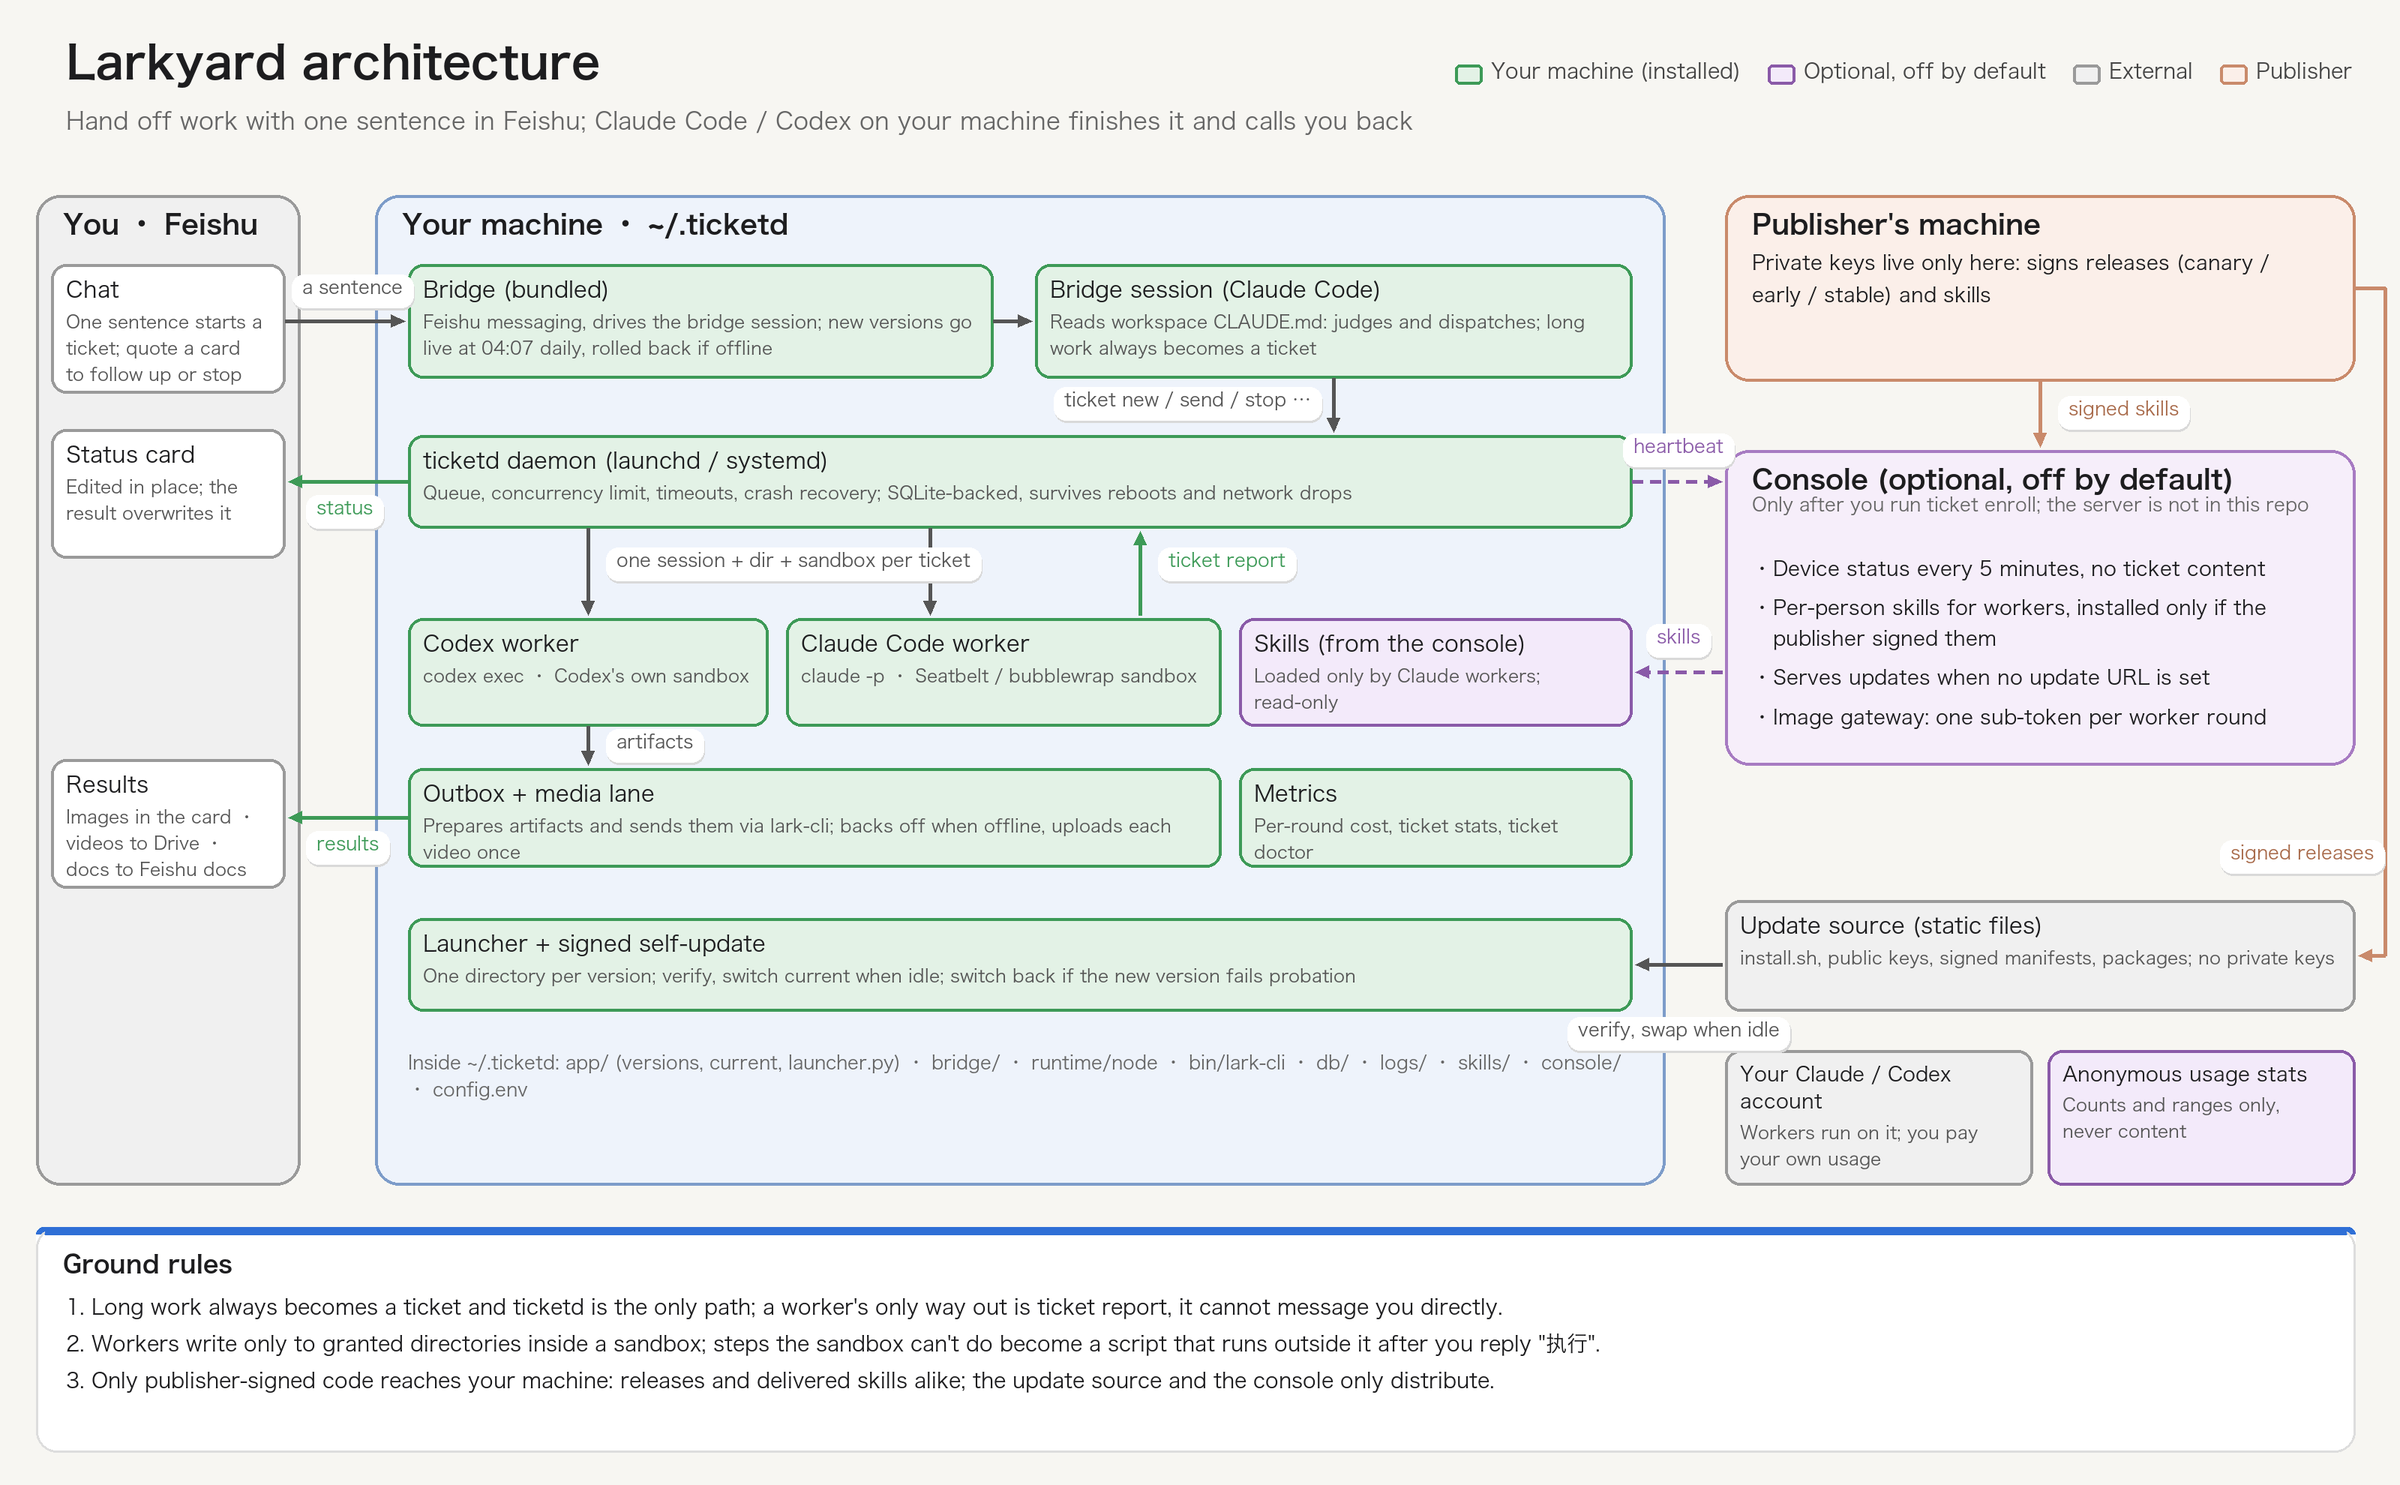 Larkyard architecture
Hand off work with one sentence in Feishu; Claude Code / Codex on your machine finishes it and calls you back
Your machine (installed)
Optional, off by default
External
Publisher
You · Feishu
Chat
One sentence starts a
ticket; quote a card
to follow up or stop
Status card
Edited in place; the
result overwrites it
Results
Images in the card ·
videos to Drive ·
docs to Feishu docs
a sentence
status
results
Your machine · ~/.ticketd
Bridge (bundled)
Feishu messaging, drives the bridge session; new versions go
live at 04:07 daily, rolled back if offline
Bridge session (Claude Code)
Reads workspace CLAUDE.md: judges and dispatches; long
work always becomes a ticket
ticket new / send / stop ⋯
ticketd daemon (launchd / systemd)
Queue, concurrency limit, timeouts, crash recovery; SQLite-backed, survives reboots and network drops
one session + dir + sandbox per ticket
ticket report
Codex worker
codex exec · Codex's own sandbox
Claude Code worker
claude -p · Seatbelt / bubblewrap sandbox
Skills (from the console)
Loaded only by Claude workers;
read-only
artifacts
Outbox + media lane
Prepares artifacts and sends them via lark-cli; backs off when offline, uploads each
video once
Metrics
Per-round cost, ticket stats, ticket
doctor
Launcher + signed self-update
One directory per version; verify, switch current when idle; switch back if the new version fails probation
Inside ~/.ticketd: app/ (versions, current, launcher.py) · bridge/ · runtime/node · bin/lark-cli · db/ · logs/ · skills/ · console/
· config.env
heartbeat
skills
verify, swap when idle
Publisher's machine
Private keys live only here: signs releases (canary /
early / stable) and skills
signed skills
Console (optional, off by default)
Only after you run ticket enroll; the server is not in this repo
· Device status every 5 minutes, no ticket content
· Per-person skills for workers, installed only if the
publisher signed them
· Serves updates when no update URL is set
· Image gateway: one sub-token per worker round
signed releases
Update source (static files)
install.sh, public keys, signed manifests, packages; no private keys
Your Claude / Codex
account
Workers run on it; you pay
your own usage
Anonymous usage stats
Counts and ranges only,
never content
Ground rules
1. Long work always becomes a ticket and ticketd is the only path; a worker's only way out is ticket report, it cannot message you directly.
2. Workers write only to granted directories inside a sandbox; steps the sandbox can't do become a script that runs outside it after you reply "执行".
3. Only publisher-signed code reaches your machine: releases and delivered skills alike; the update source and the console only distribute.